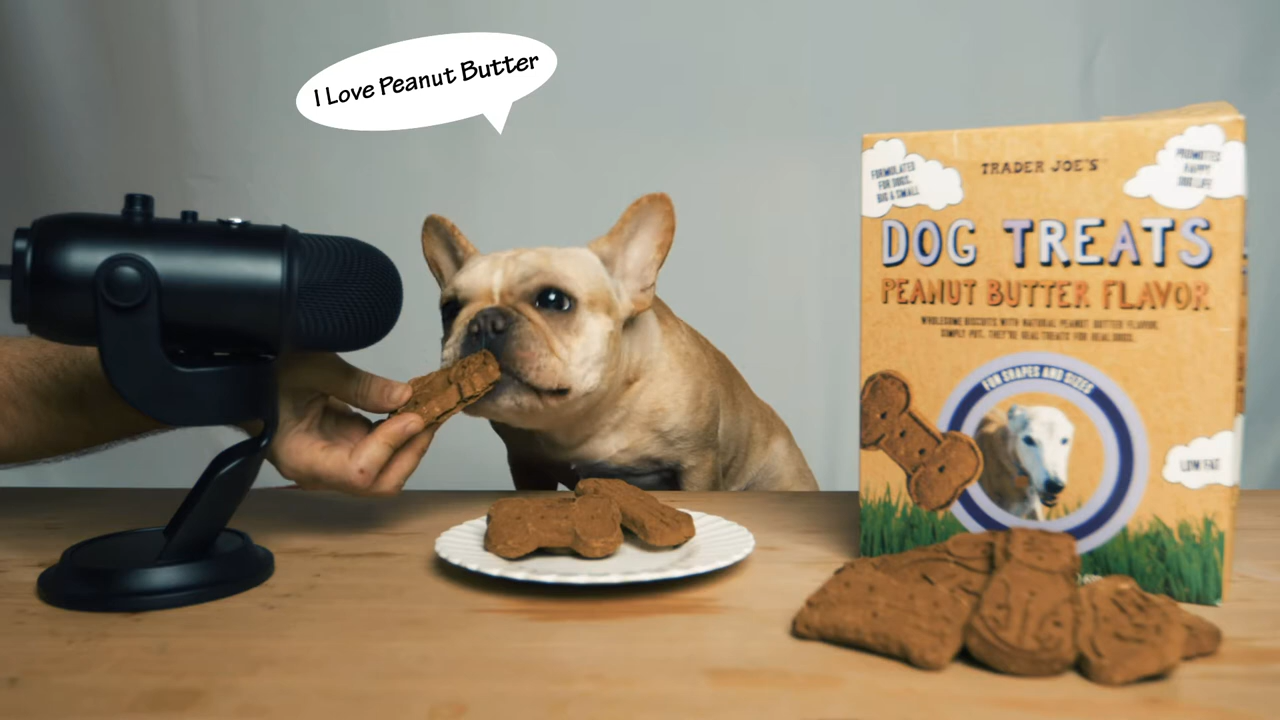 I Love Peanut Butter
FORMULATED
FOR DOGS,
BIG & SMALL
TRADER JOE'S
PROMOTES
HAPPY
DOG LIFE
DOG TREATS
PEANUT BUTTER FLAVOR
WHOLESOME BISCUITS WITH NATURAL PEANUT BUTTER FLAVOR.
SIMPLY PUT, THEY'RE REAL TREATS FOR REAL DOGS.
FUN SHAPES AND SIZES
LOW FAT